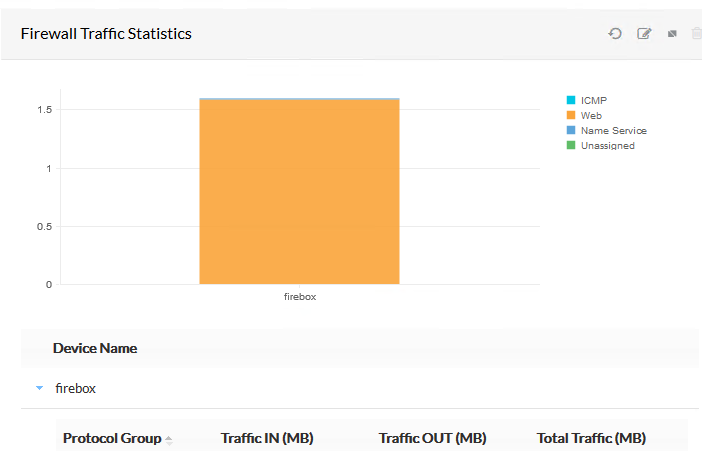 Firewall Traffic Statistics
1.5
1
0.5
0
firebox
ICMP
Web
Name Service
Unassigned
Device Name
firebox
Protocol Group Traffic IN (MB) Traffic OUT (MB) Total Traffic (MB)